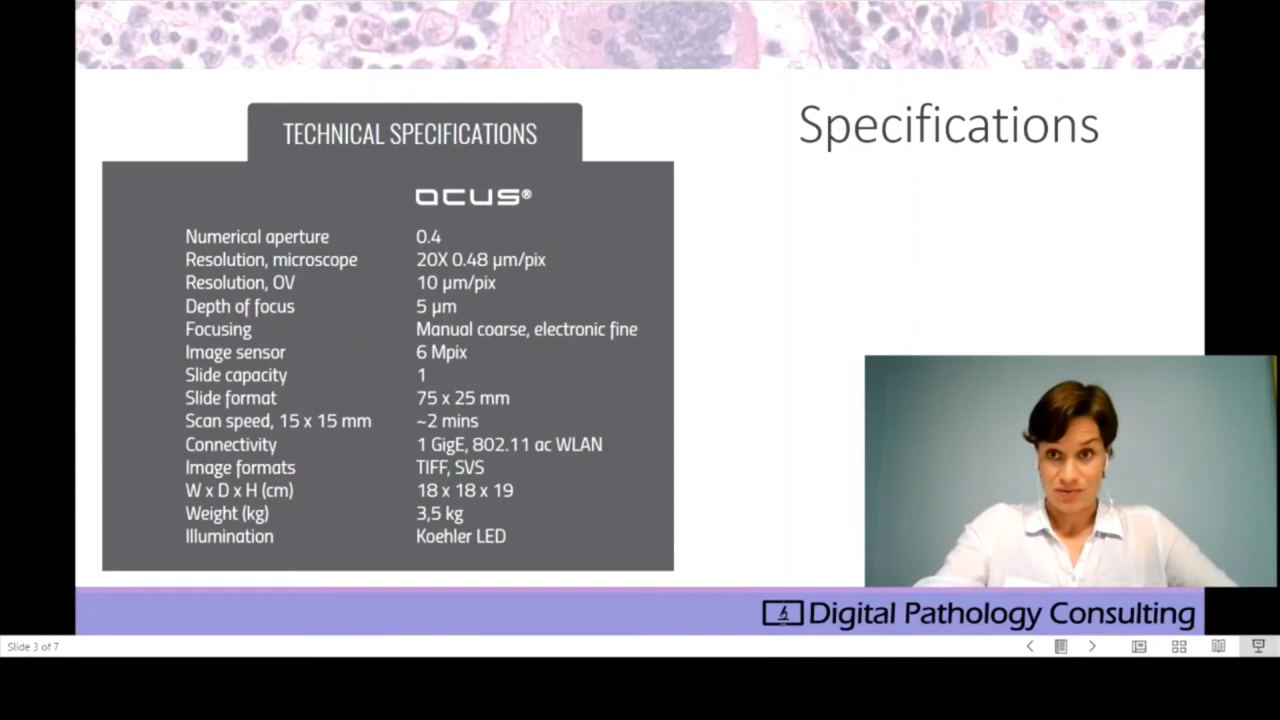 TECHNICAL SPECIFICATIONS
Specifications
OCUS®
Numerical aperture 0.4
Resolution, microscope 20X 0.48 µm/pix
Resolution, OV 10 µm/pix
Depth of focus 5 µm
Focusing Manual coarse, electronic fine
Image sensor 6 Mpix
Slide capacity 1
Slide format 75 x 25 mm
Scan speed, 15 x 15 mm ~2 mins
Connectivity 1 GigE, 802.11 ac WLAN
Image formats TIFF, SVS
W x D x H (cm) 18 x 18 x 19
Weight (kg) 3,5 kg
Illumination Koehler LED
Digital Pathology Consulting
Slide 3 of 7